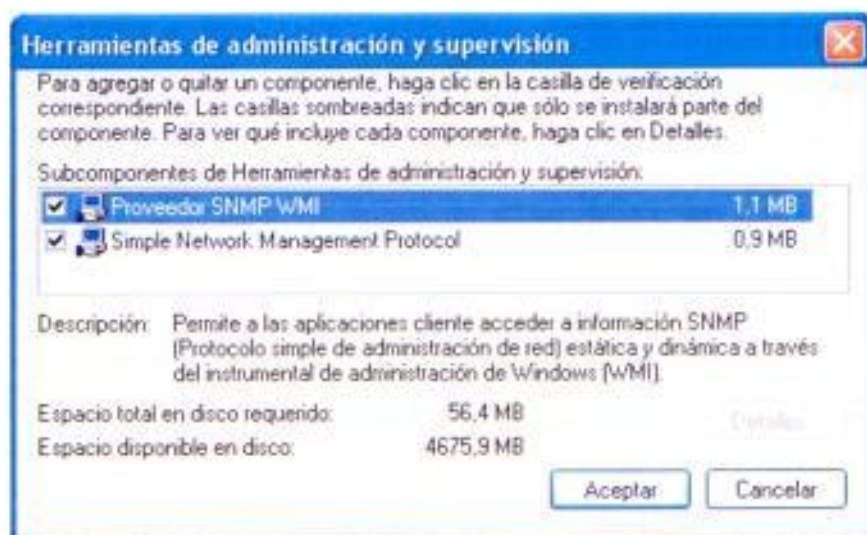 Herramientas de administración y supervisión
Para agregar o quitar un componente, haga clic en la casilla de verificación
correspondiente. Las casillas sombreadas indican que sólo se instalará parte del
componente. Para ver qué incluye cada componente, haga clic en Detalles.
Subcomponentes de Herramientas de administración y supervisión:
Proveedor SNMP WMI 1,1 MB
Simple Network Management Protocol 0,9 MB
Descripción: Permite a las aplicaciones cliente acceder a información SNMP
(Protocolo simple de administración de red) estática y dinámica a través
del instrumental de administración de Windows (WMI).
Espacio total en disco requerido: 56,4 MB
Detalles...
Espacio disponible en disco: 4675,9 MB
Aceptar Cancelar